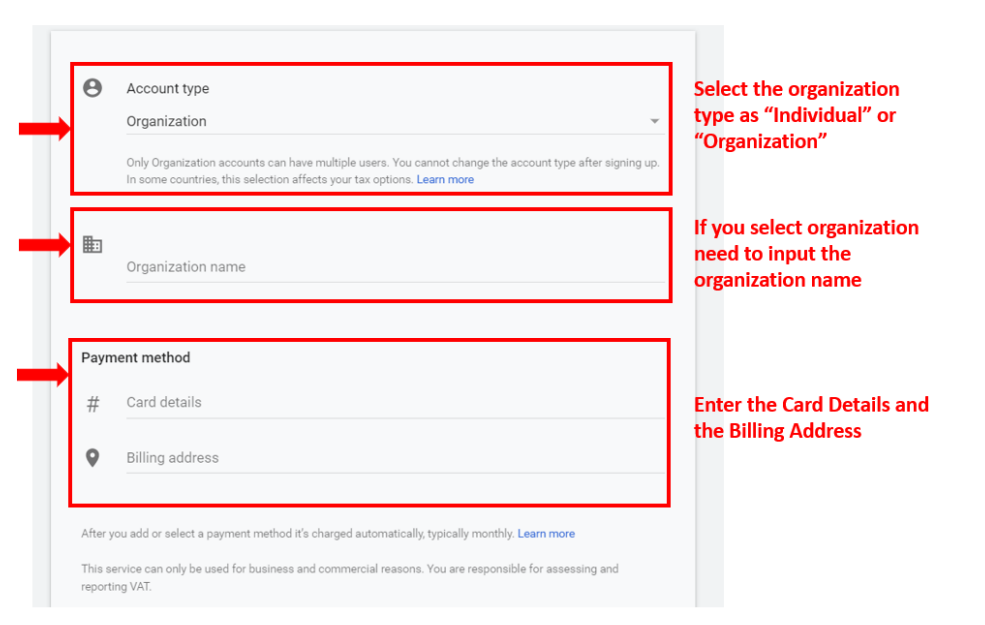 Account type
Organization
Only Organization accounts can have multiple users. You cannot change the account type after signing up.
In some countries, this selection affects your tax options. Learn more
Select the organization
type as “Individual” or
“Organization”
Organization name
If you select organization
need to input the
organization name
Payment method
# Card details
Billing address
Enter the Card Details and
the Billing Address
After you add or select a payment method it's charged automatically, typically monthly. Learn more
This service can only be used for business and commercial reasons. You are responsible for assessing and
reporting VAT.